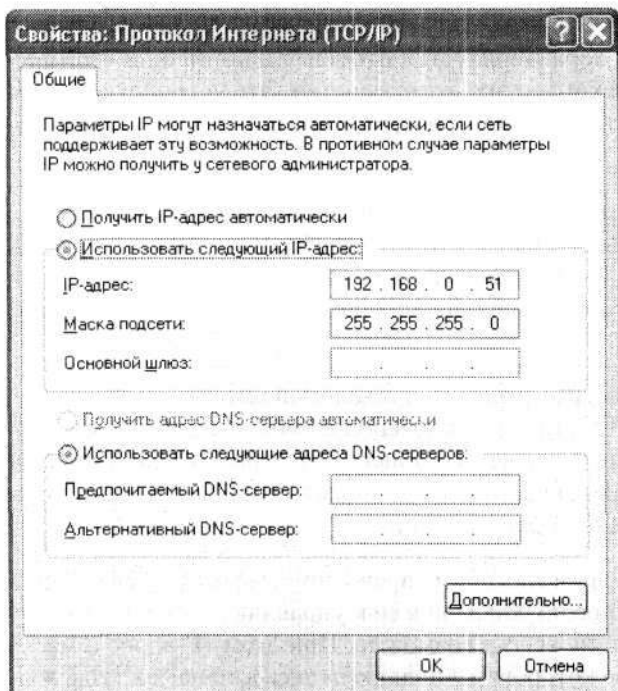 Свойства: Протокол Интернета (TCP/IP)
Общие
Параметры IP могут назначаться автоматически, если сеть
поддерживает эту возможность. В противном случае параметры
IP можно получить у сетевого администратора.
Получить IP-адрес автоматически
Использовать следующий IP-адрес:
IP-адрес: 192 . 168 . 0 . 51
Маска подсети: 255 . 255 . 255 . 0
Основной шлюз: . . .
Получить адрес DNS-сервера автоматически
Использовать следующие адреса DNS-серверов:
Предпочитаемый DNS-сервер: . . .
Альтернативный DNS-сервер: . . .
Дополнительно...
ОК Отмена